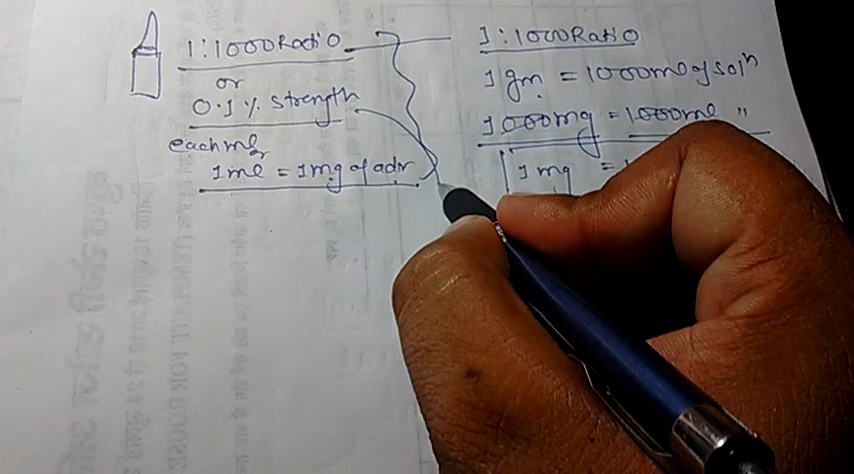 1:1000 Ratio
or
0.1% strength
each ml
1ml = 1mg of adr
1:1000 Ratio
1gm = 1000ml of solⁿ
1000mg = 1000ml "
1mg =